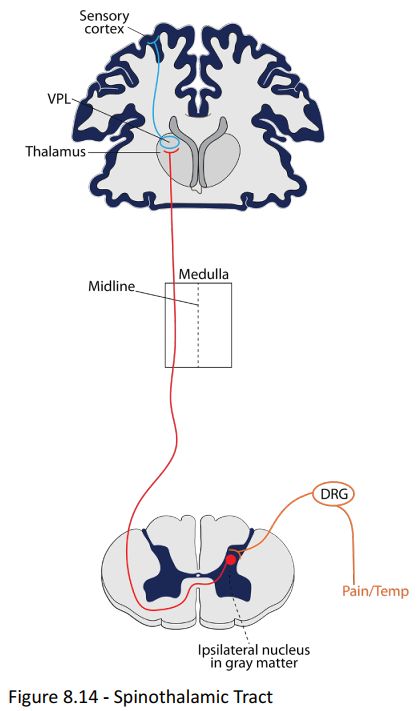 Sensory
cortex
VPL
Thalamus
Medulla
Midline
DRG
Pain/Temp
Ipsilateral nucleus
in gray matter
Figure 8.14 - Spinothalamic Tract